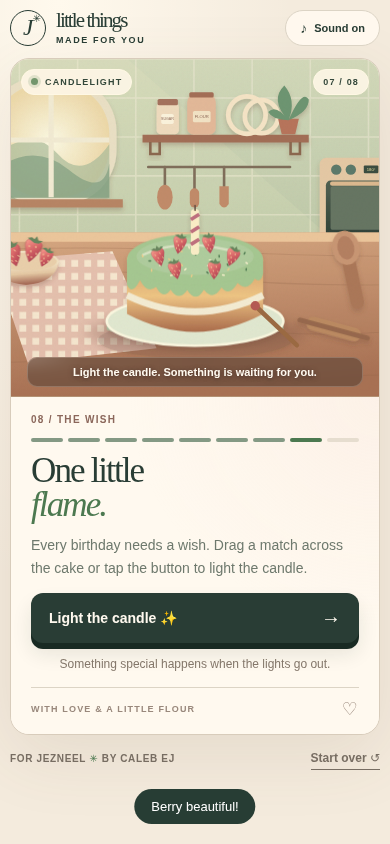 J
little things
MADE FOR YOU
♪ Sound on
CANDLELIGHT
07 / 08
SUGAR
FLOUR
Light the candle. Something is waiting for you.
08 / THE WISH
One little
flame.
Every birthday needs a wish. Drag a match across
the cake or tap the button to light the candle.
Light the candle ✨ →
Something special happens when the lights go out.
WITH LOVE & A LITTLE FLOUR ♡
FOR JEZNEEL ✳ BY CALEB EJ
Start over ↺
Berry beautiful!